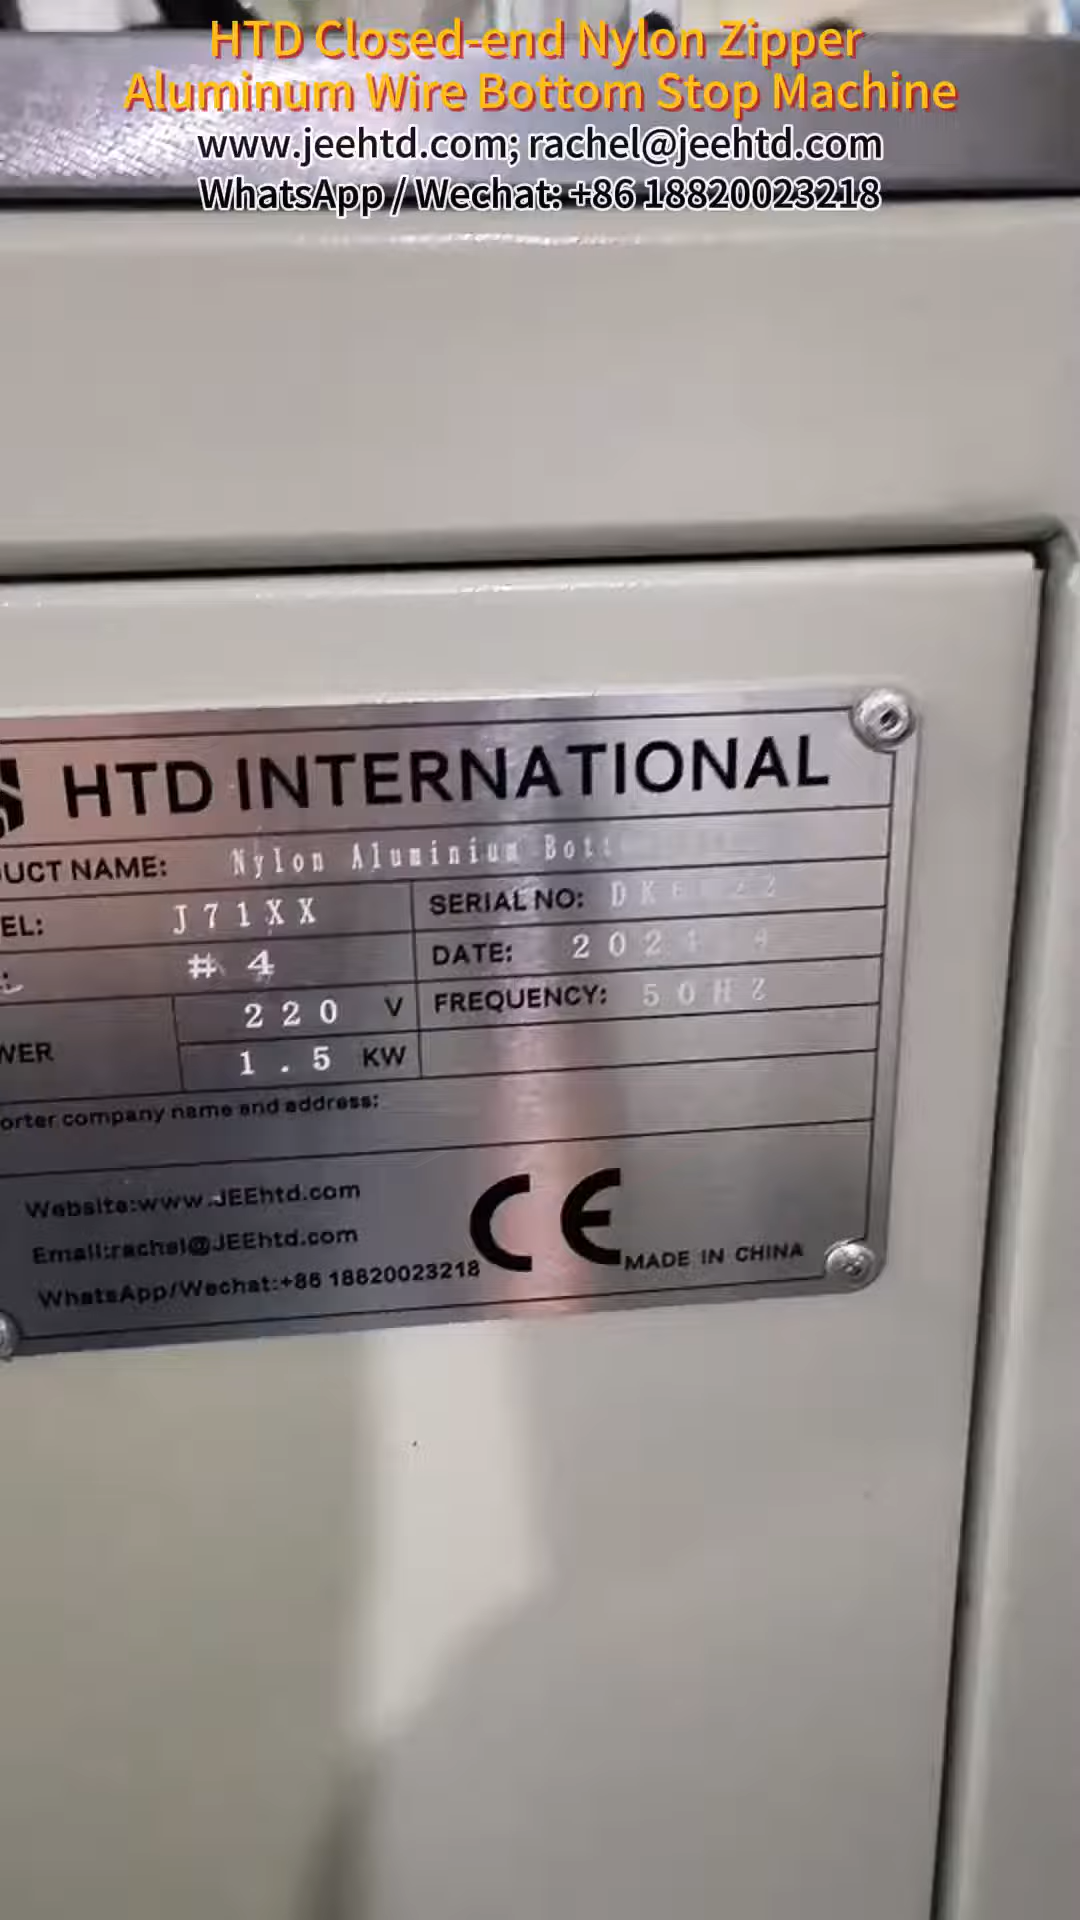 HTD Closed-end Nylon Zipper
Aluminum Wire Bottom Stop Machine
www.jeehtd.com; rachel@jeehtd.com
WhatsApp / Wechat: +86 18820023218
HTD INTERNATIONAL
UCT NAME: Nylon Aluminium Bott
EL: J71XX SERIAL NO:
#4 DATE:
220 V FREQUENCY: 50HZ
WER 1.5 KW
orter company name and address:
Website:www.JEEhtd.com
Email:rachel@JEEhtd.com
WhatsApp/Wechat:+86 18820023218
CE MADE IN CHINA